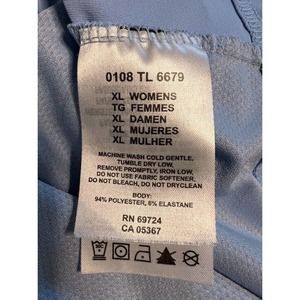 0108 TL 6679
XL WOMENS
TG FEMMES
XL DAMEN
XL MUJERES
XL MULHER
MACHINE WASH COLD GENTLE,
TUMBLE DRY LOW,
REMOVE PROMPTLY, IRON LOW,
DO NOT USE FABRIC SOFTENER,
DO NOT BLEACH, DO NOT DRYCLEAN
BODY:
94% POLYESTER, 6% ELASTANE
RN 69724
CA 05367